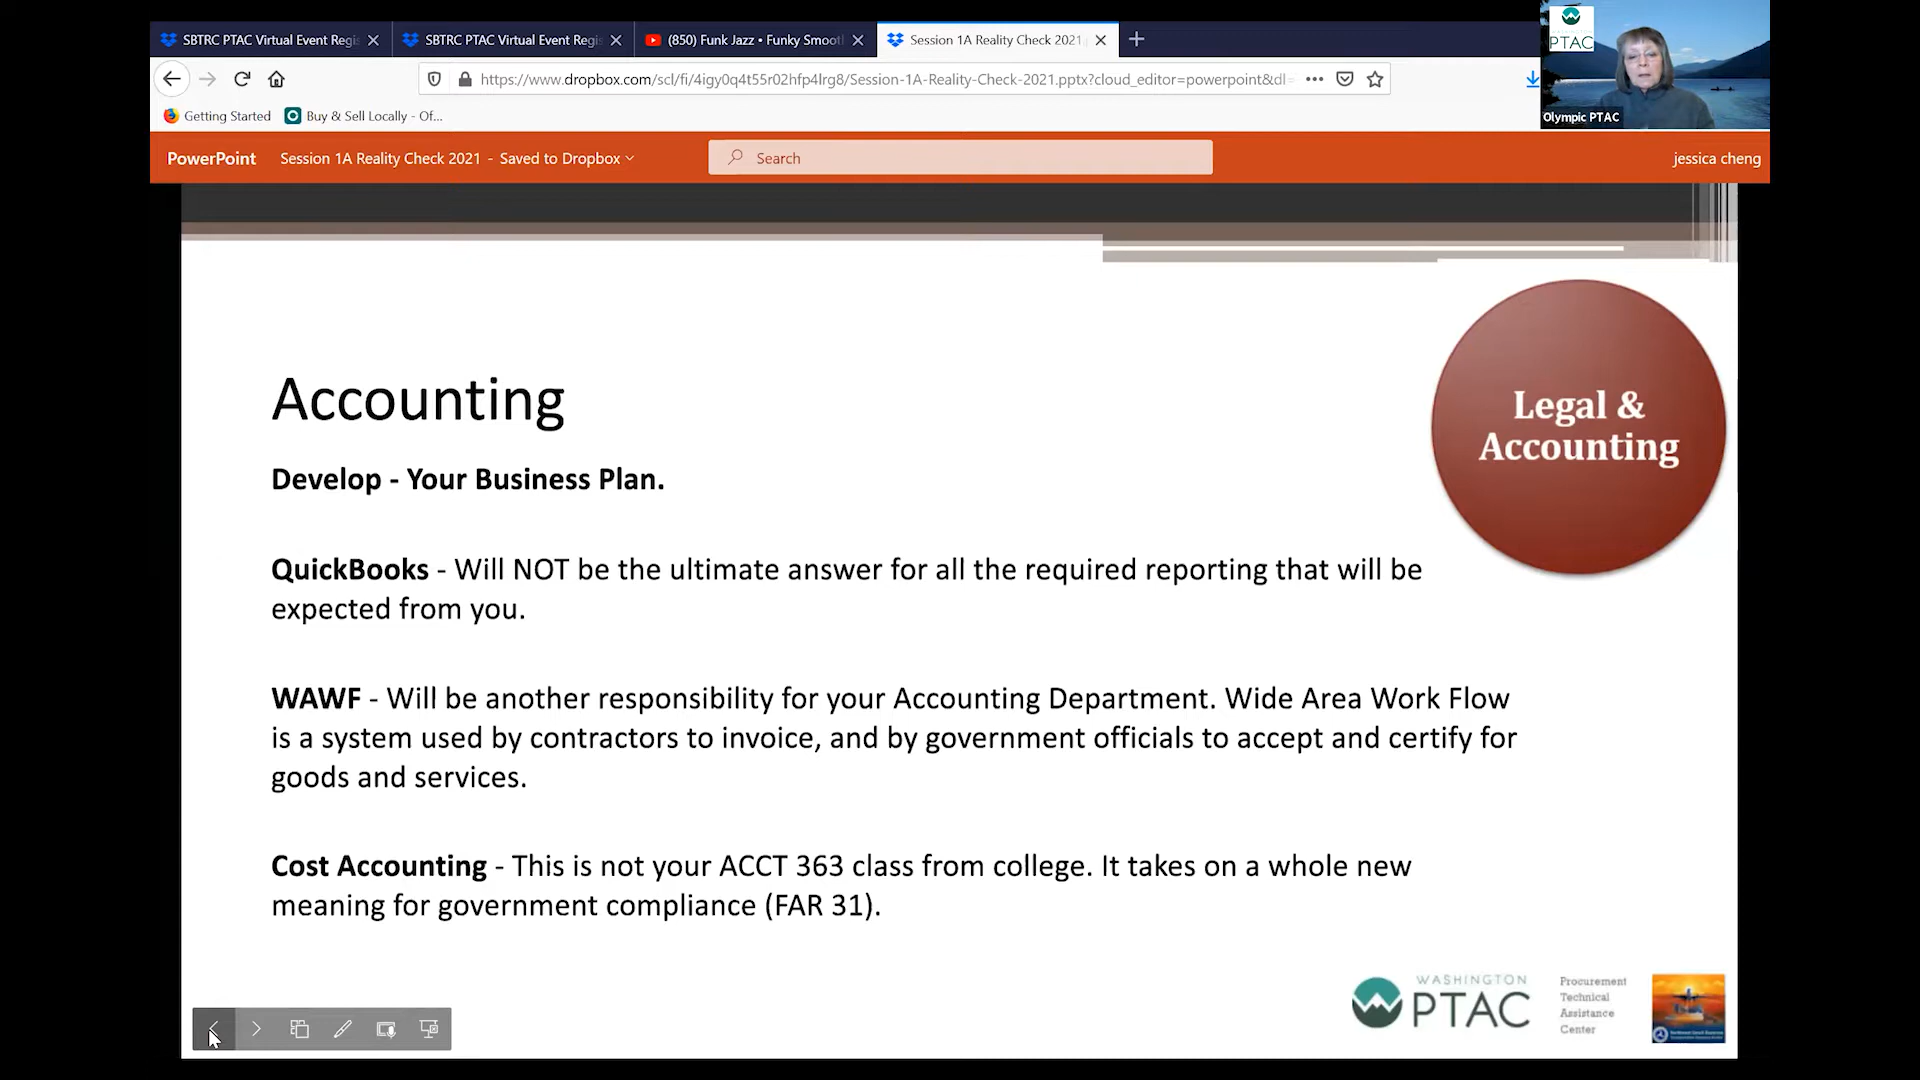 SBTRC PTAC Virtual Event Regis
SBTRC PTAC Virtual Event Regis
(850) Funk Jazz • Funky Smooth
Session 1A Reality Check 2021
PTAC
Olympic PTAC
https://www.dropbox.com/scl/fi/4igy0q4t55r02hfp4lrg8/Session-1A-Reality-Check-2021.pptx?cloud_editor=powerpoint&dl=
Getting Started
Buy & Sell Locally - Of...
PowerPoint
Session 1A Reality Check 2021 - Saved to Dropbox
Search
jessica cheng
Legal &
Accounting
Accounting
Develop - Your Business Plan.
QuickBooks - Will NOT be the ultimate answer for all the required reporting that will be
expected from you.
WAWF - Will be another responsibility for your Accounting Department. Wide Area Work Flow
is a system used by contractors to invoice, and by government officials to accept and certify for
goods and services.
Cost Accounting - This is not your ACCT 363 class from college. It takes on a whole new
meaning for government compliance (FAR 31).
WASHINGTON
PTAC
Procurement
Technical
Assistance
Center